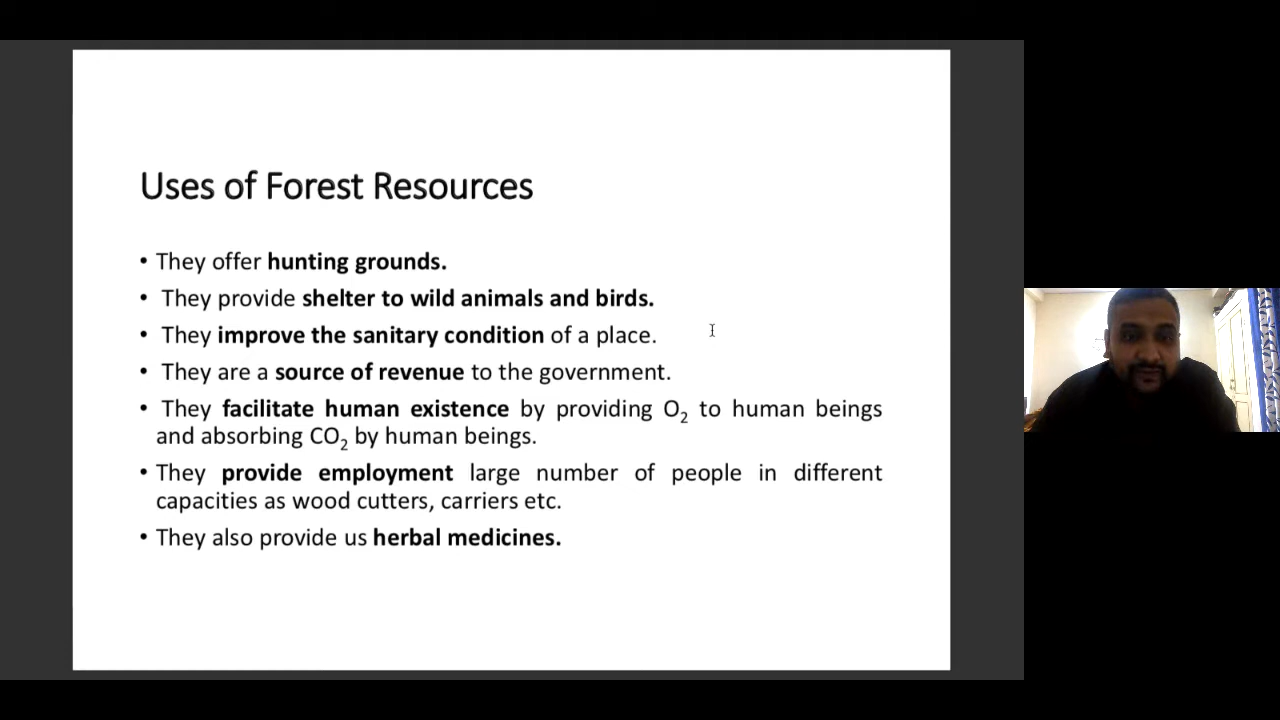 Uses of Forest Resources
• They offer hunting grounds.
• They provide shelter to wild animals and birds.
• They improve the sanitary condition of a place.
• They are a source of revenue to the government.
• They facilitate human existence by providing O₂ to human beings
and absorbing CO₂ by human beings.
• They provide employment large number of people in different
capacities as wood cutters, carriers etc.
• They also provide us herbal medicines.